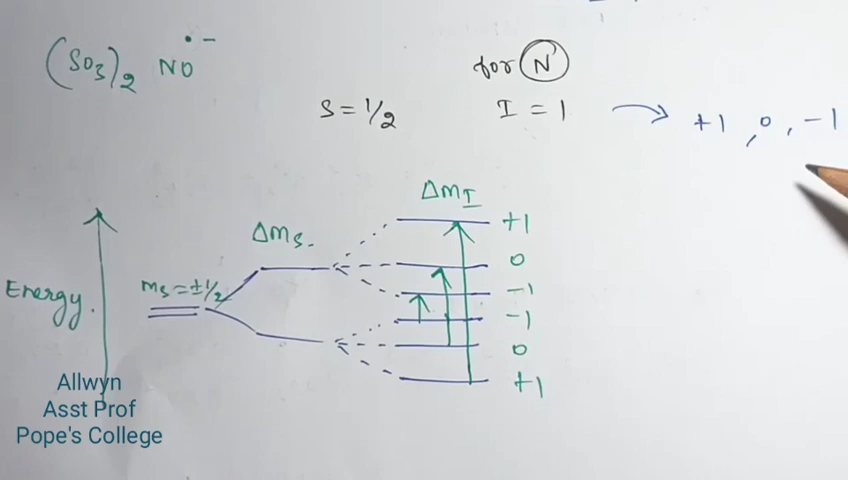 (SO₃)₂ NO•⁻
for N
S = 1/2
I = 1
→ +1, 0, -1
ΔmI
Δms.
Energy.
ms = ±1/2
+1
0
-1
-1
0
+1
Allwyn
Asst Prof
Pope's College